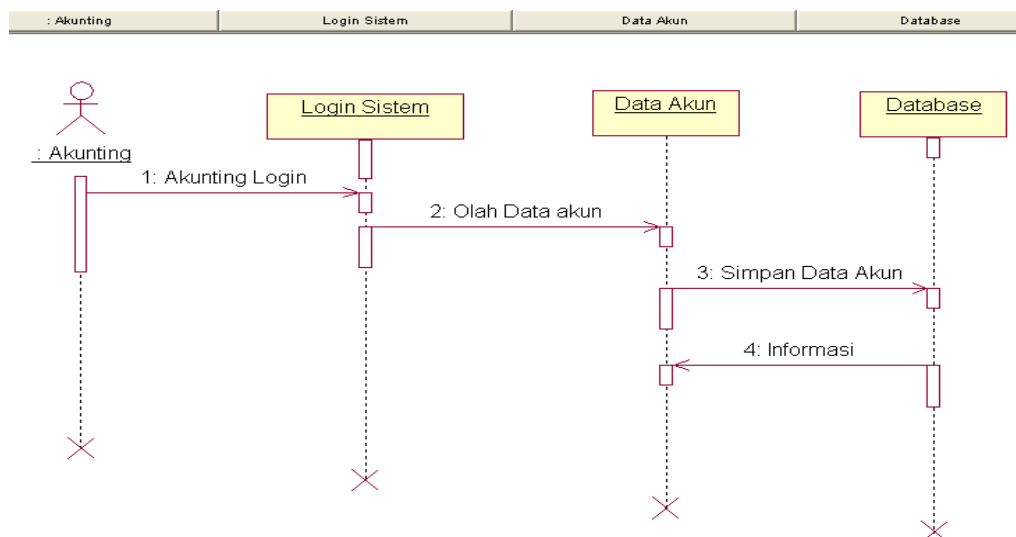 : Akunting
Login Sistem
Data Akun
Database
Login Sistem
Data Akun
Database
: Akunting
1: Akunting Login
2: Olah Data akun
3: Simpan Data Akun
4: Informasi